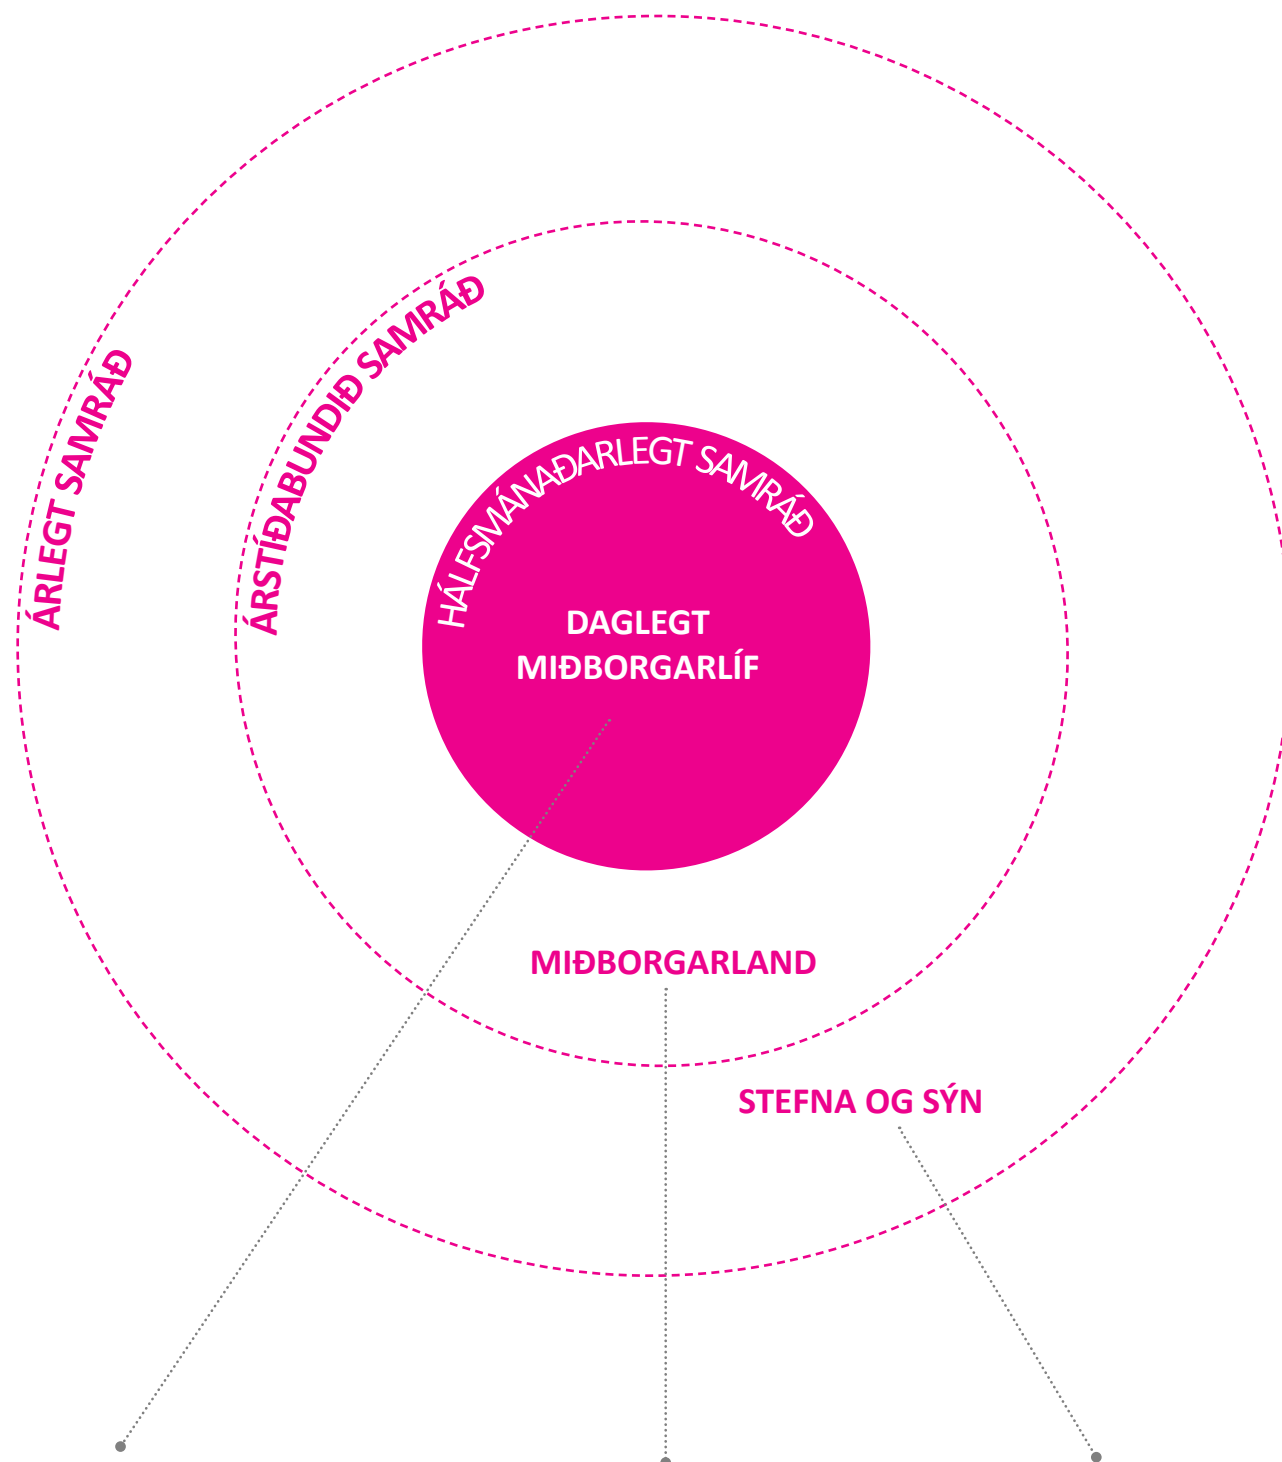 ÁRLEGT SAMRÁÐ
ÁRSTÍÐABUNDIÐ SAMRÁÐ
HÁLFSMÁNAÐARLEGT SAMRÁÐ
DAGLEGT
MIÐBORGARLÍF
MIÐBORGARLAND
STEFNA OG SÝN